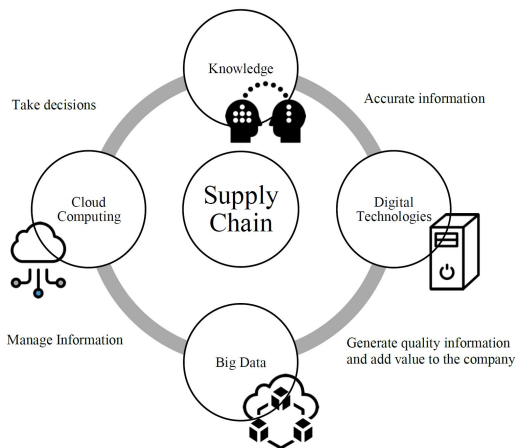 Knowledge
Take decisions
Accurate information
Cloud
Computing
Supply
Chain
Digital
Technologies
Manage Information
Generate quality information
and add value to the company
Big Data